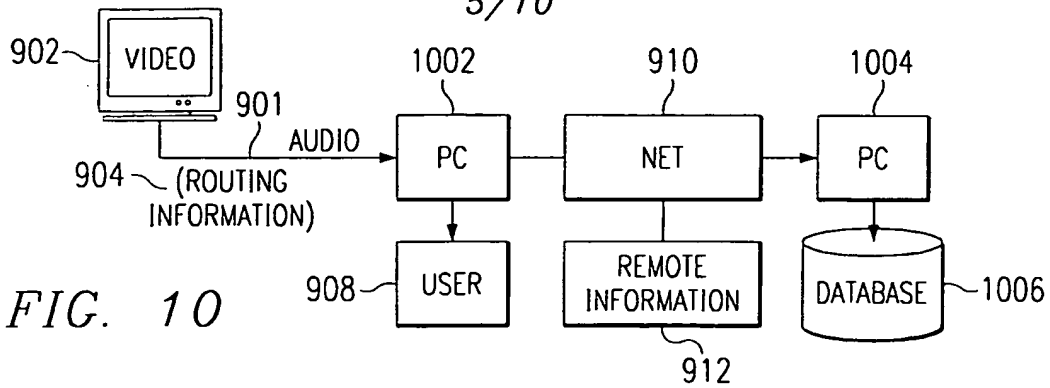 5/10
902
VIDEO
901
AUDIO
904
(ROUTING
INFORMATION)
1002
PC
910
NET
1004
PC
908
USER
REMOTE
INFORMATION
912
DATABASE
1006
FIG. 10